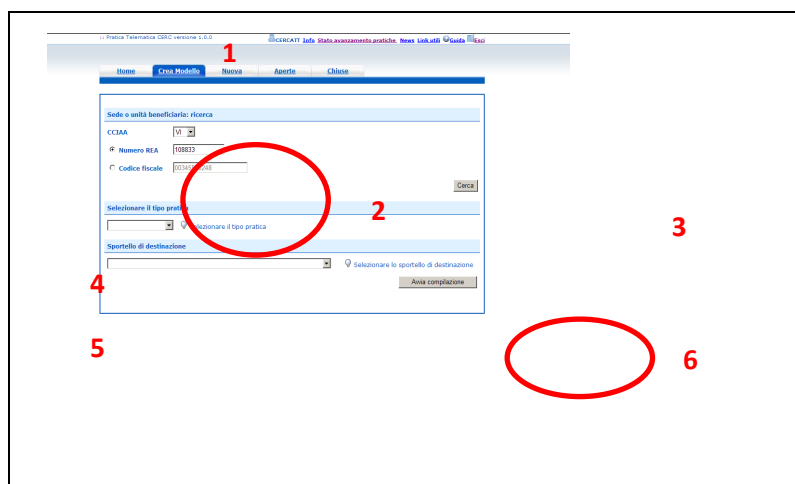 :: Pratica Telematica CERC versione 1.0.0 CERCATT Info Stato avanzamento pratiche News Link utili Guida Esci
1
Home Crea Modello Nuova Aperte Chiuse
Sede o unità beneficiaria: ricerca
CCIAA VI
Numero REA 108833
Codice fiscale
Cerca
Selezionare il tipo pratica 2
3
Selezionare il tipo pratica
Sportello di destinazione
Selezionare lo sportello di destinazione
4 Avvia compilazione
5
6